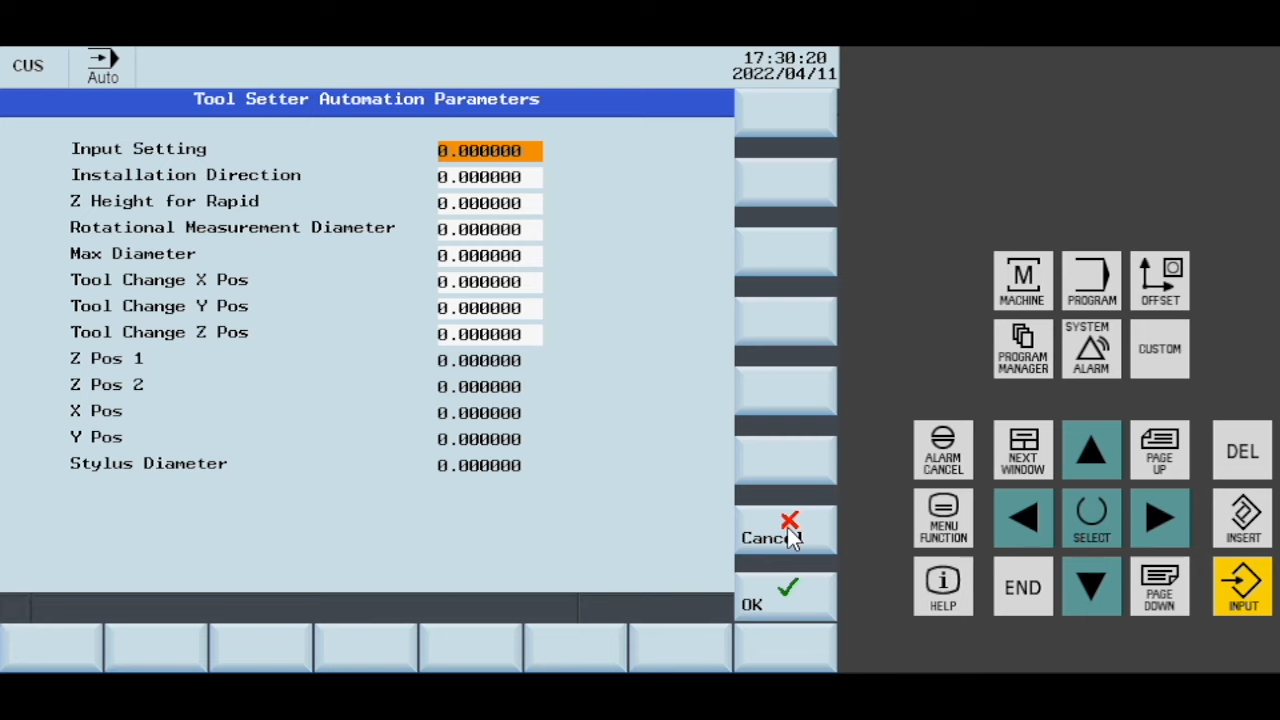 CUS
Auto
17:30:20
2022/04/11
Tool Setter Automation Parameters
Input Setting 0.000000
Installation Direction 0.000000
Z Height for Rapid 0.000000
Rotational Measurement Diameter 0.000000
Max Diameter 0.000000
Tool Change X Pos 0.000000
Tool Change Y Pos 0.000000
Tool Change Z Pos 0.000000
Z Pos 1 0.000000
Z Pos 2 0.000000
X Pos 0.000000
Y Pos 0.000000
Stylus Diameter 0.000000
Cancel
OK
M
MACHINE
PROGRAM
OFFSET
PROGRAM
MANAGER
SYSTEM
ALARM
CUSTOM
ALARM
CANCEL
NEXT
WINDOW
PAGE
UP
DEL
MENU
FUNCTION
SELECT
INSERT
HELP
END
PAGE
DOWN
INPUT